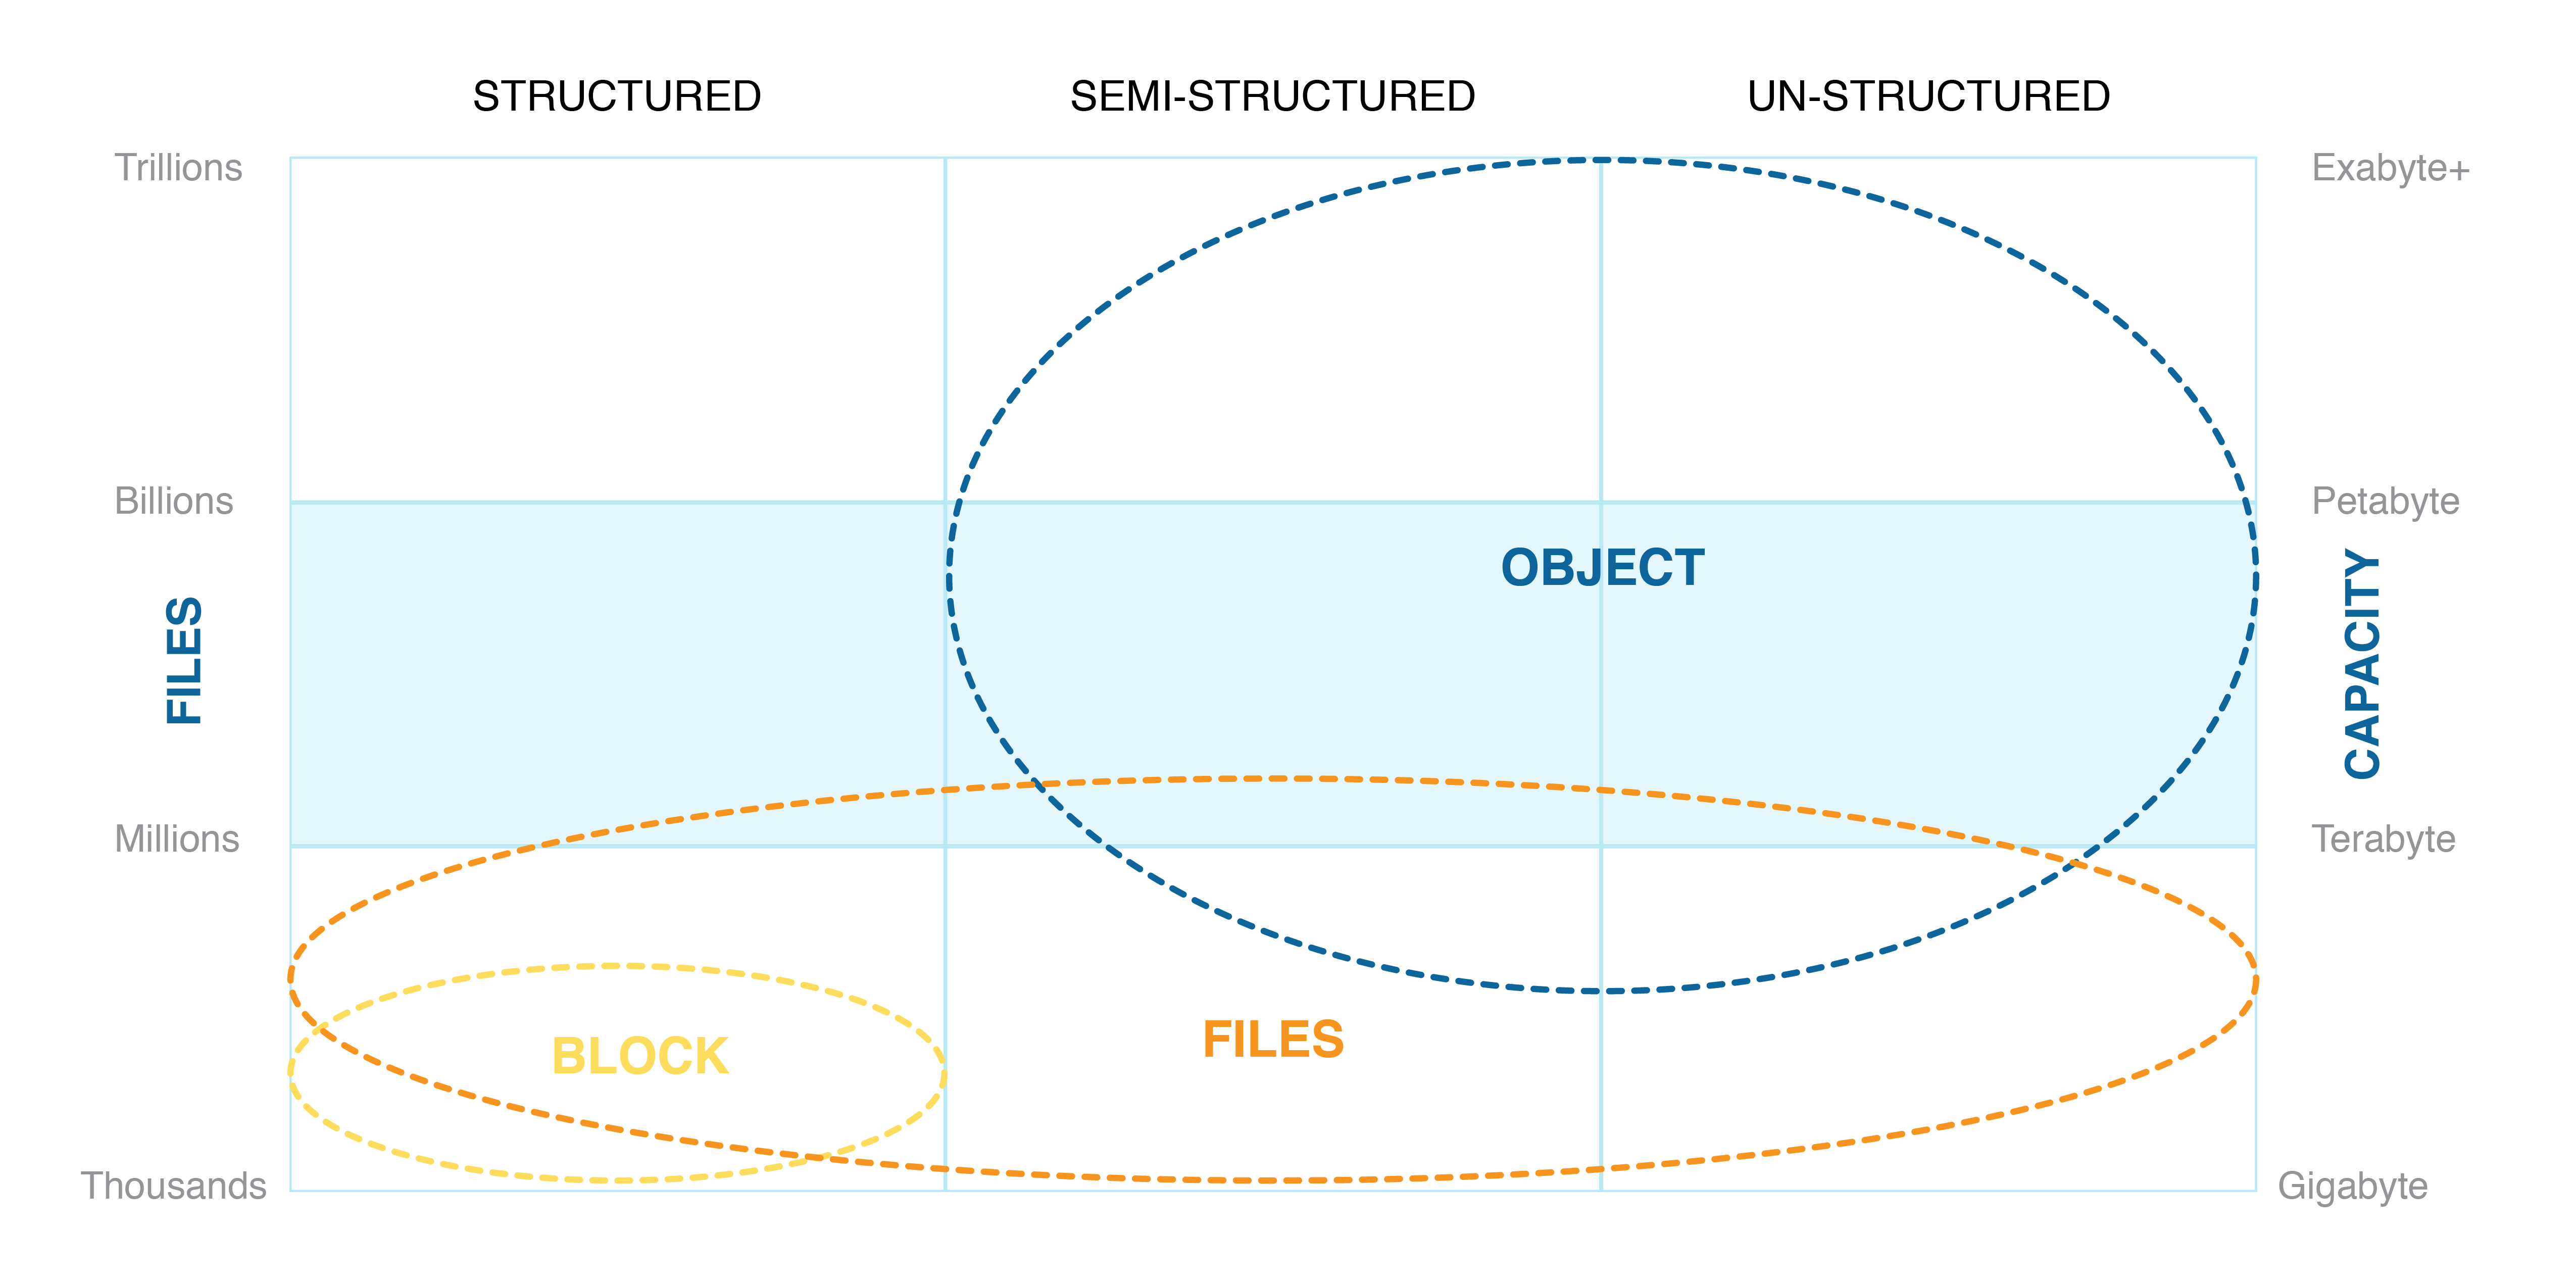 STRUCTURED
SEMI-STRUCTURED
UN-STRUCTURED
Trillions
Exabyte+
Billions
Petabyte
OBJECT
FILES
CAPACITY
Millions
Terabyte
BLOCK
FILES
Thousands
Gigabyte